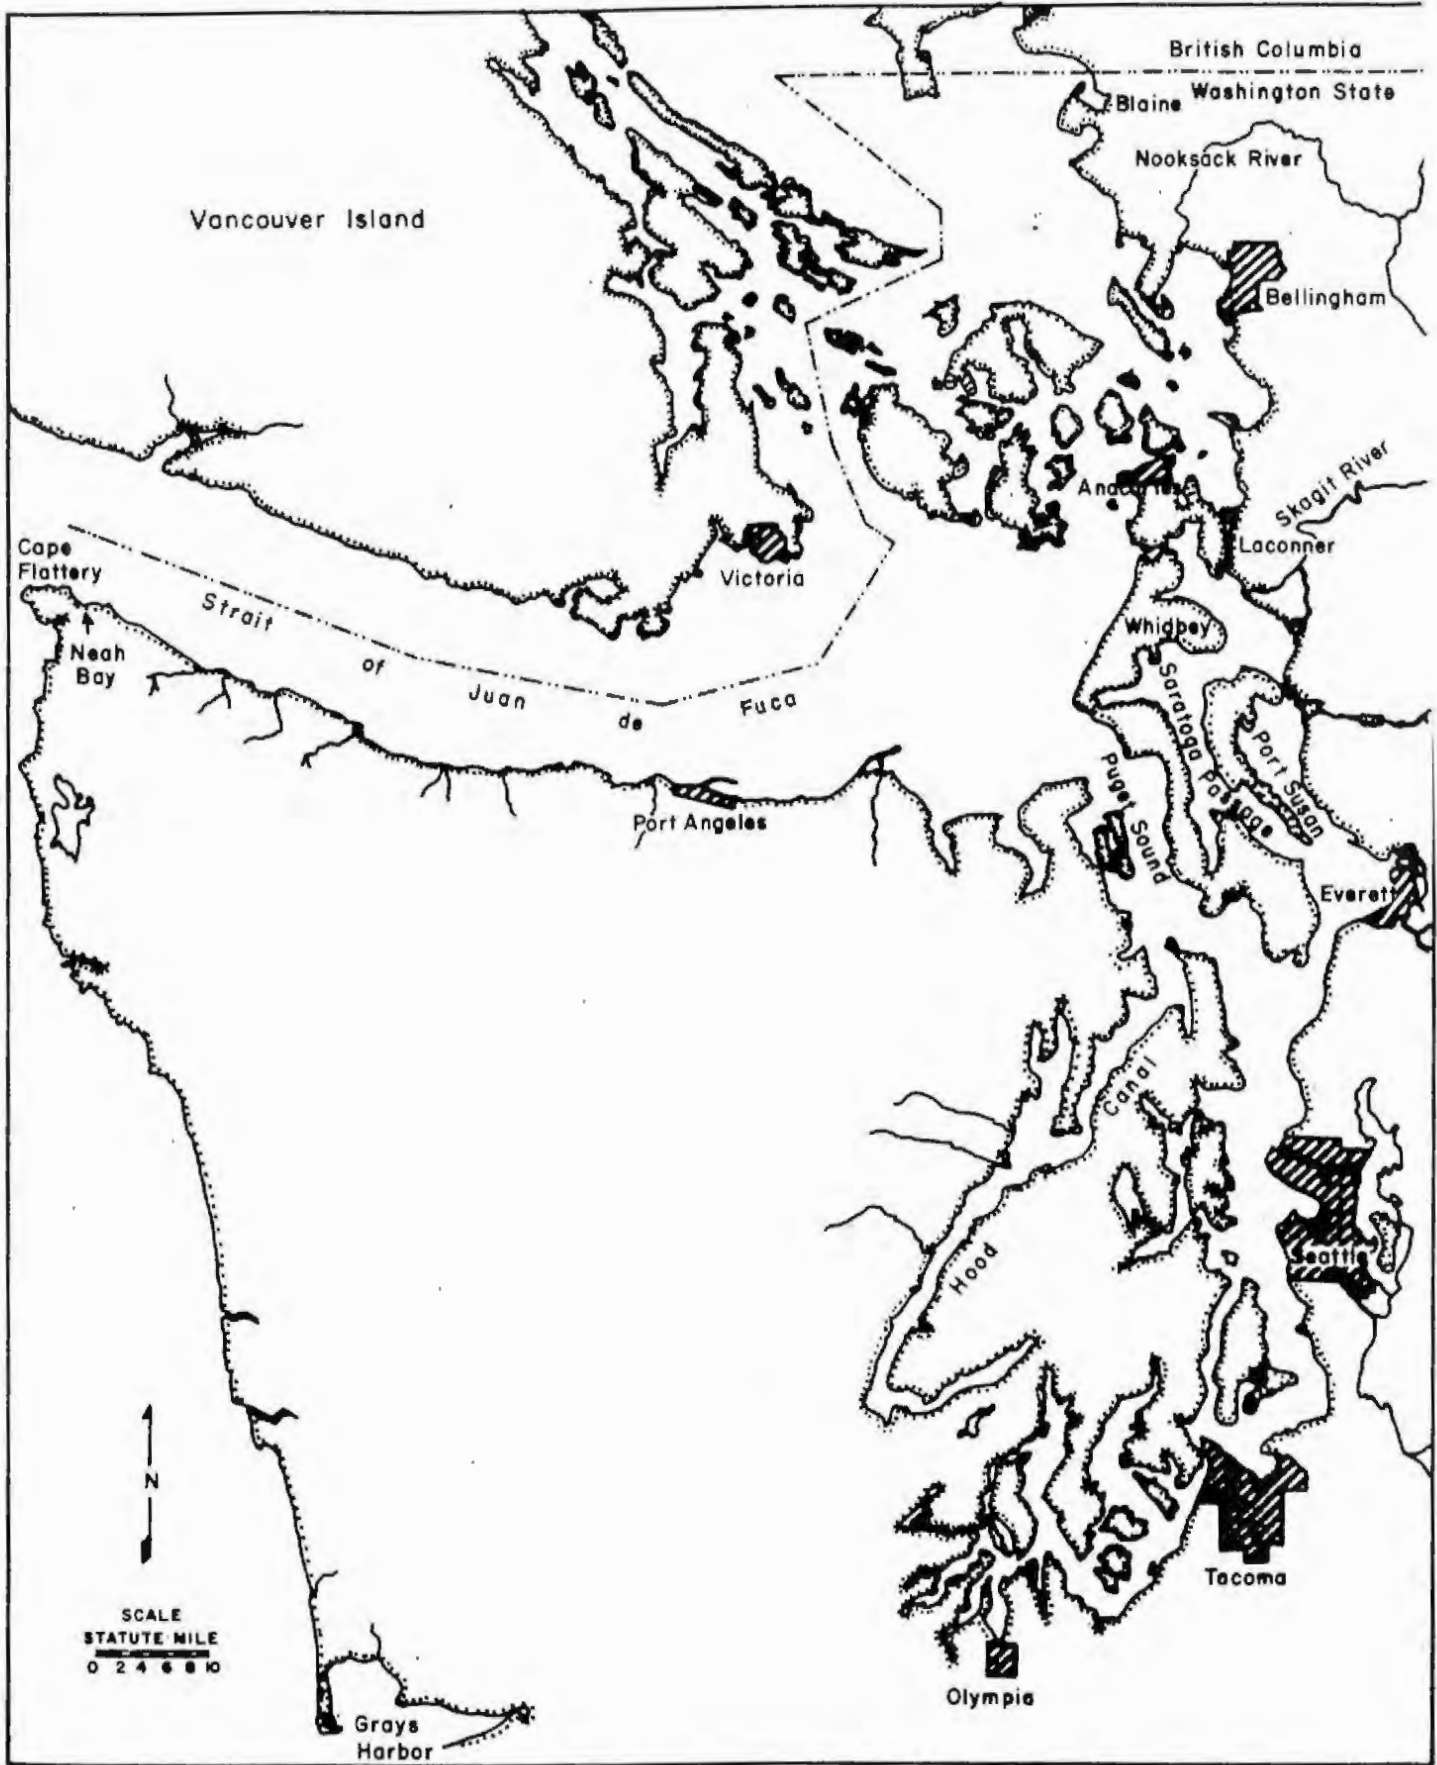 British Columbia
Washington State
Blaine
Nooksack River
Vancouver Island
Bellingham
Skagit River
Anacortes
Laconner
Cape
Flattery
Victoria
Strait of Juan de Fuca
Neah
Bay
Whidbey
Saratoga Passage
Port Susan
Puget Sound
Port Angeles
Everett
Hood Canal
Seattle
N
Tacoma
SCALE
STATUTE MILE
0 2 4 6 8 10
Olympia
Grays
Harbor